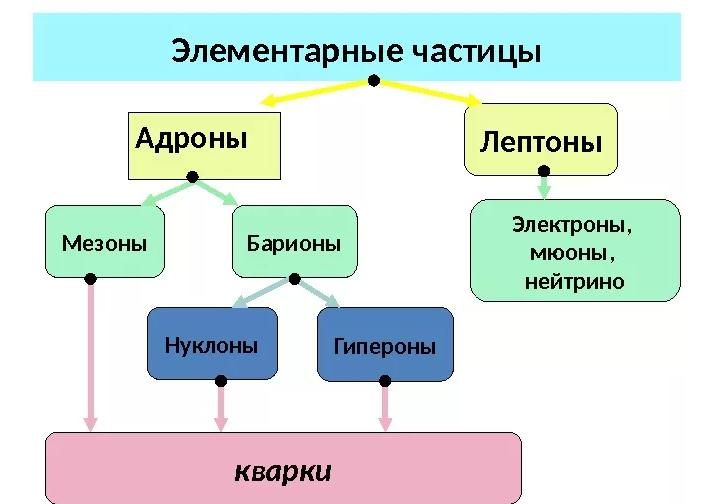 Элементарные частицы
Адроны
Лептоны
Мезоны
Барионы
Электроны,
мюоны,
нейтрино
Нуклоны
Гипероны
кварки